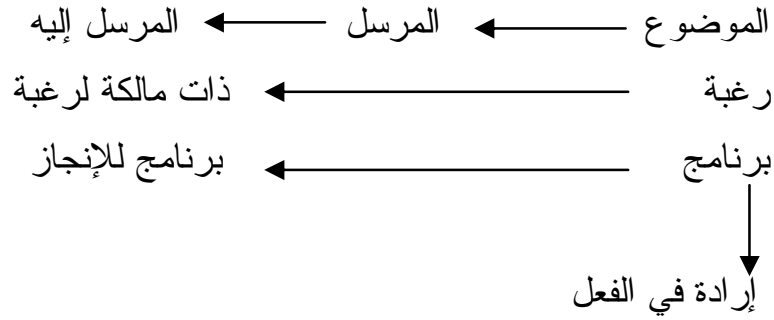 الموضوع المرسل المرسل إليه
رغبة ذات مالكة لرغبة
برنامج برنامج للإنجاز
إرادة في الفعل